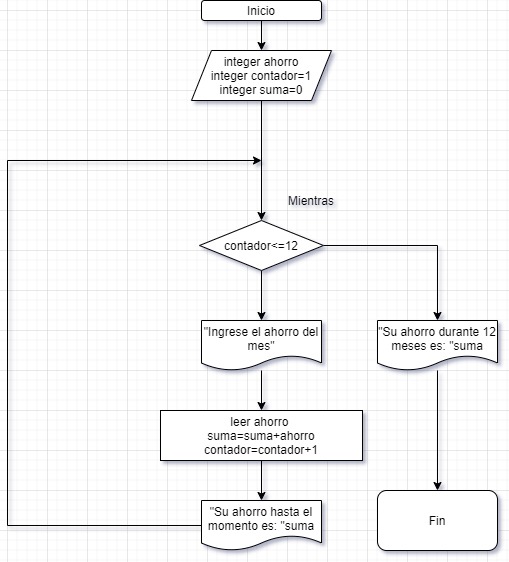 Inicio
integer ahorro
integer contador=1
integer suma=0
Mientras
contador<=12
"Ingrese el ahorro del
mes"
"Su ahorro durante 12
meses es: "suma
leer ahorro
suma=suma+ahorro
contador=contador+1
"Su ahorro hasta el
momento es: "suma
Fin